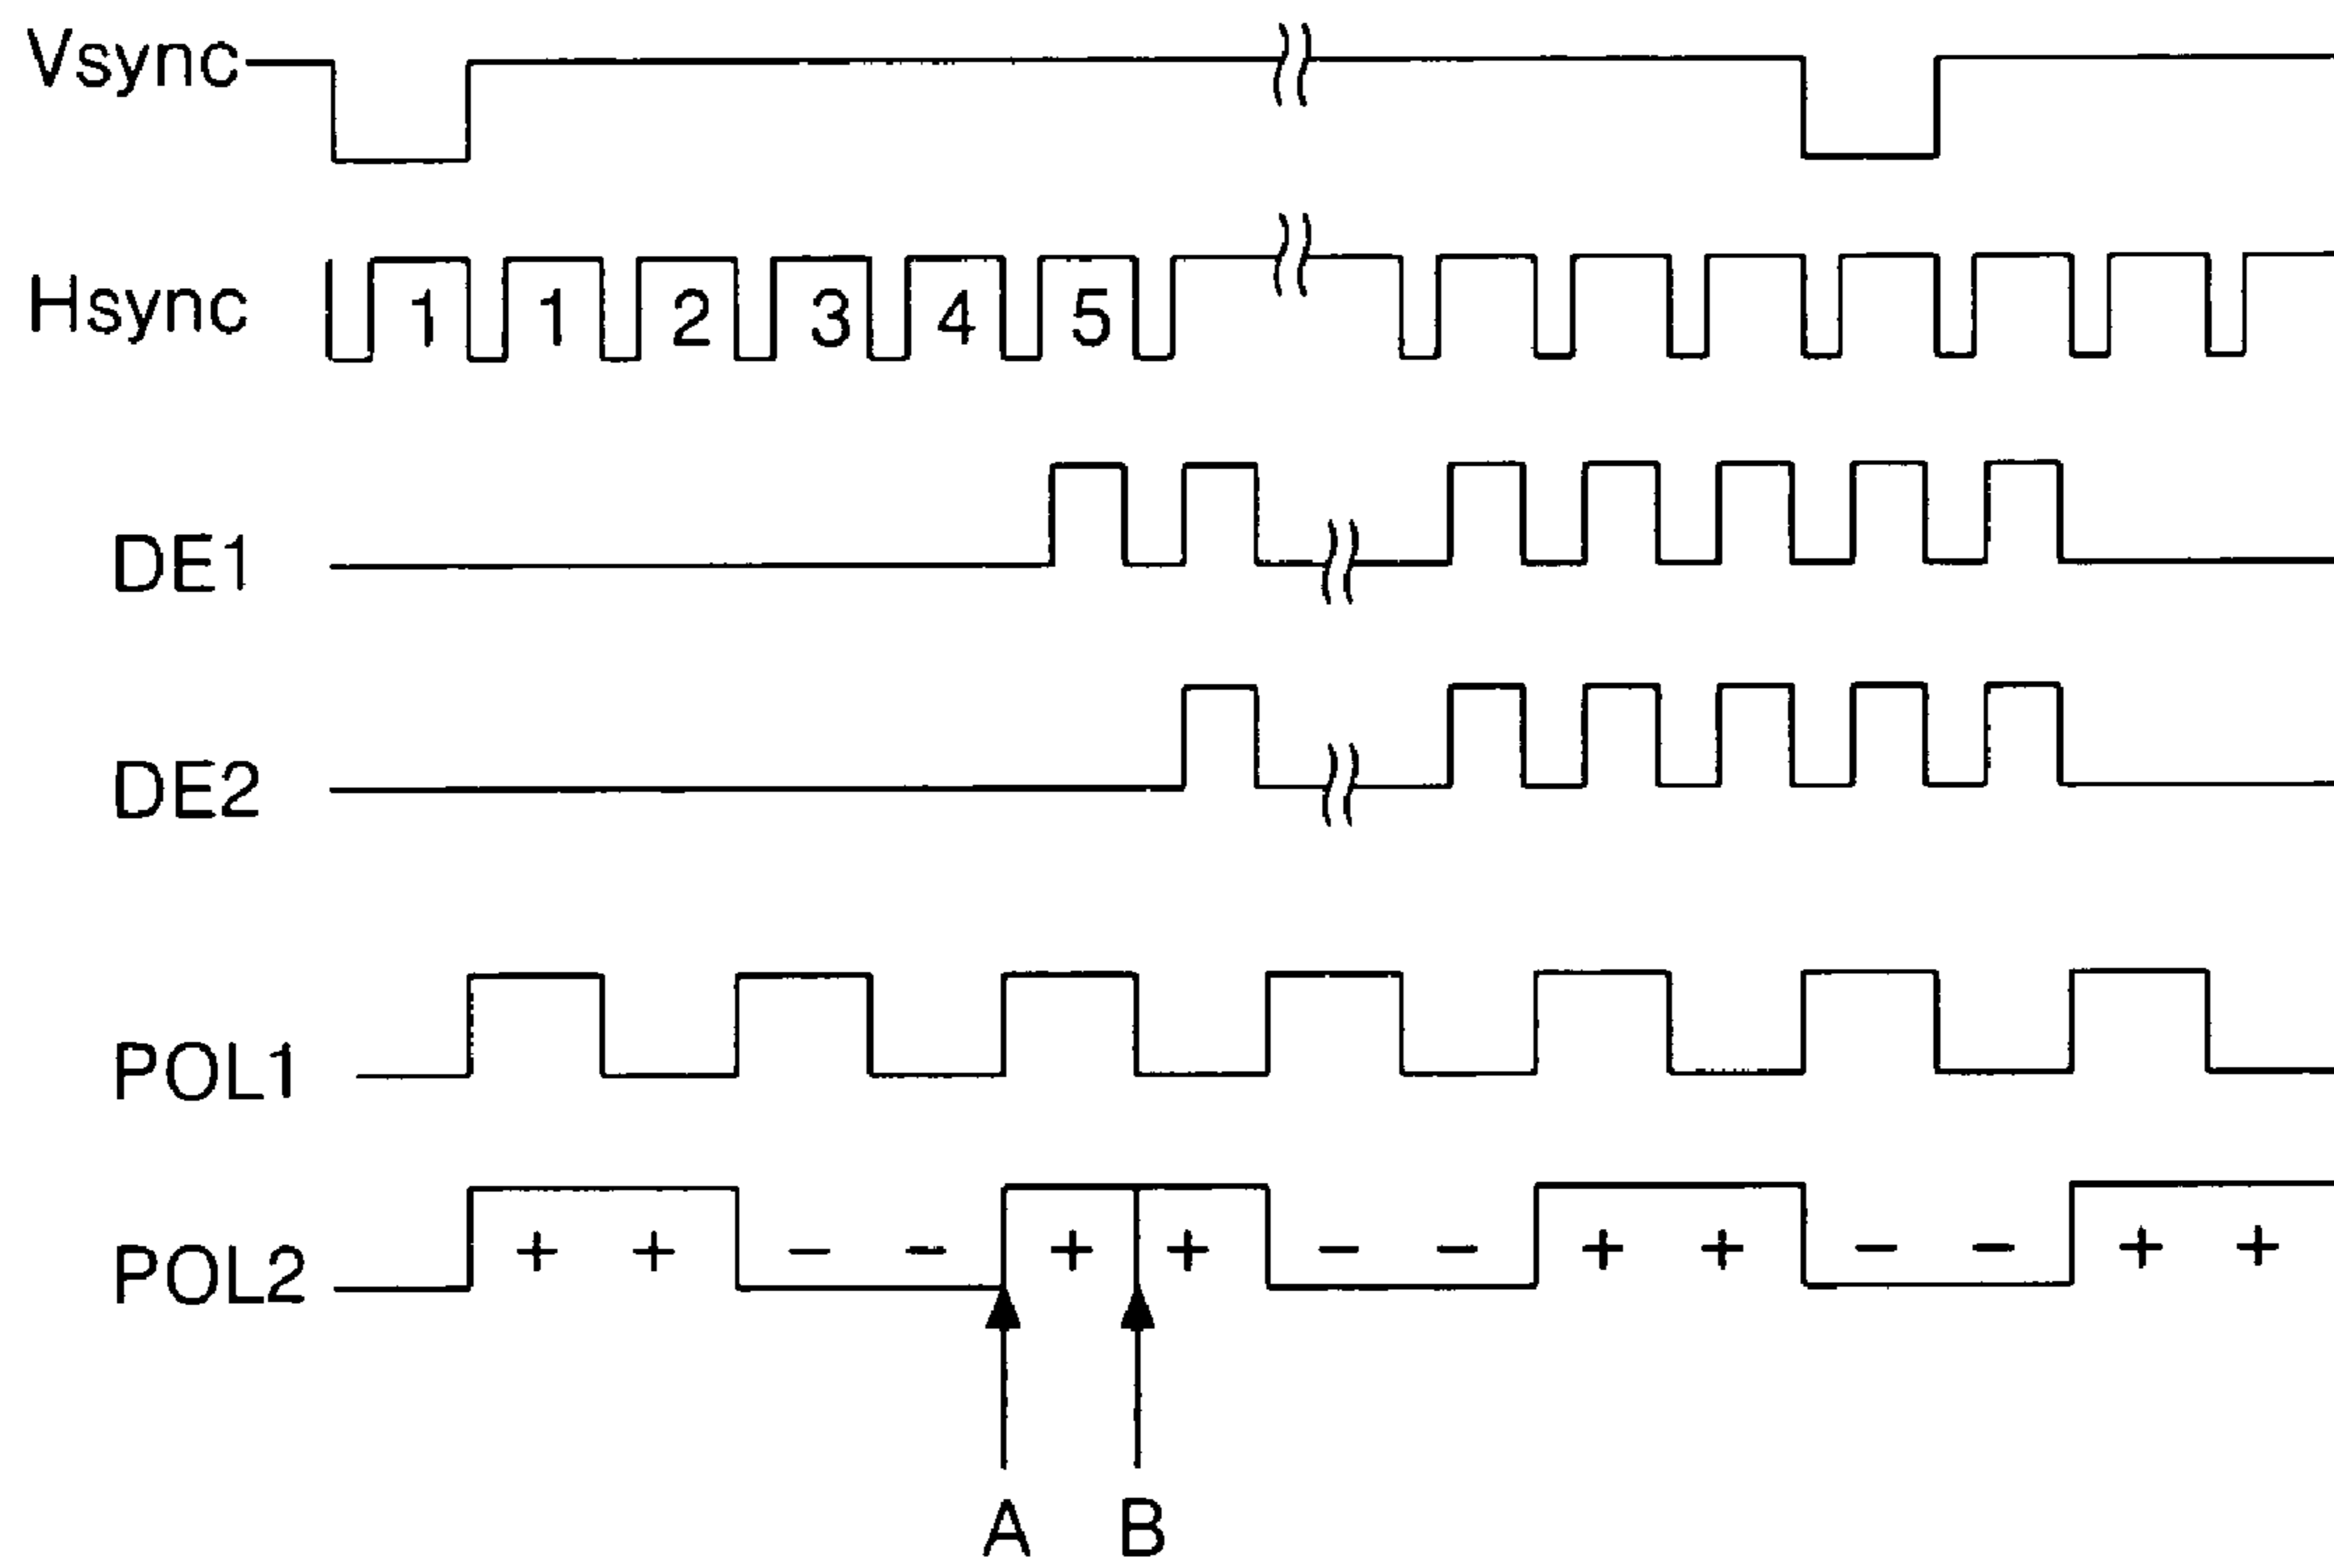 Vsync
Hsync 1 1 2 3 4 5
DE1
DE2
POL1
POL2 + + − − + + − − + + − − + +
A B